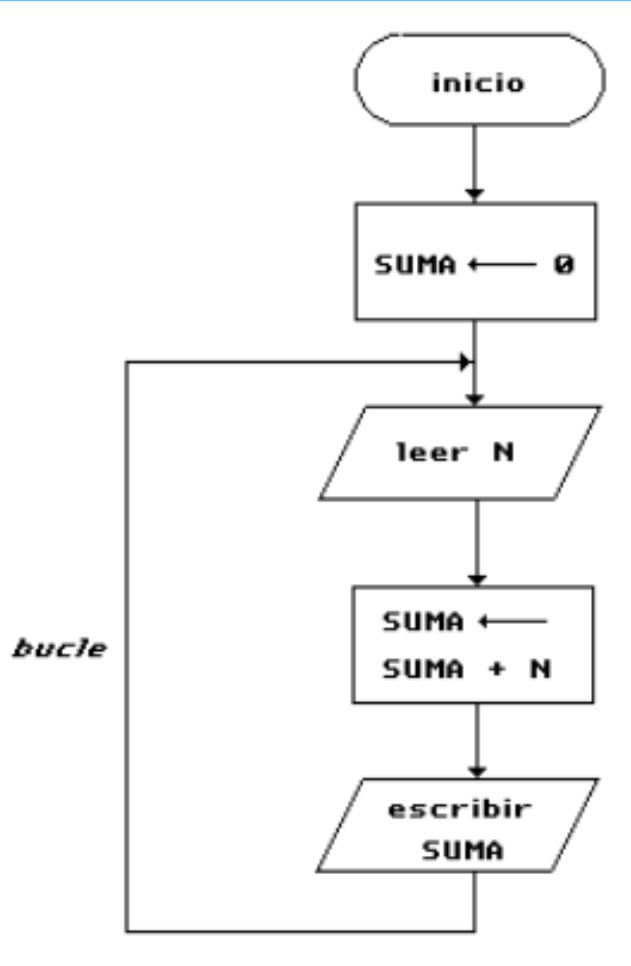 inicio
SUMA ← 0
leer N
SUMA ←
SUMA + N
bucle
escribir
SUMA